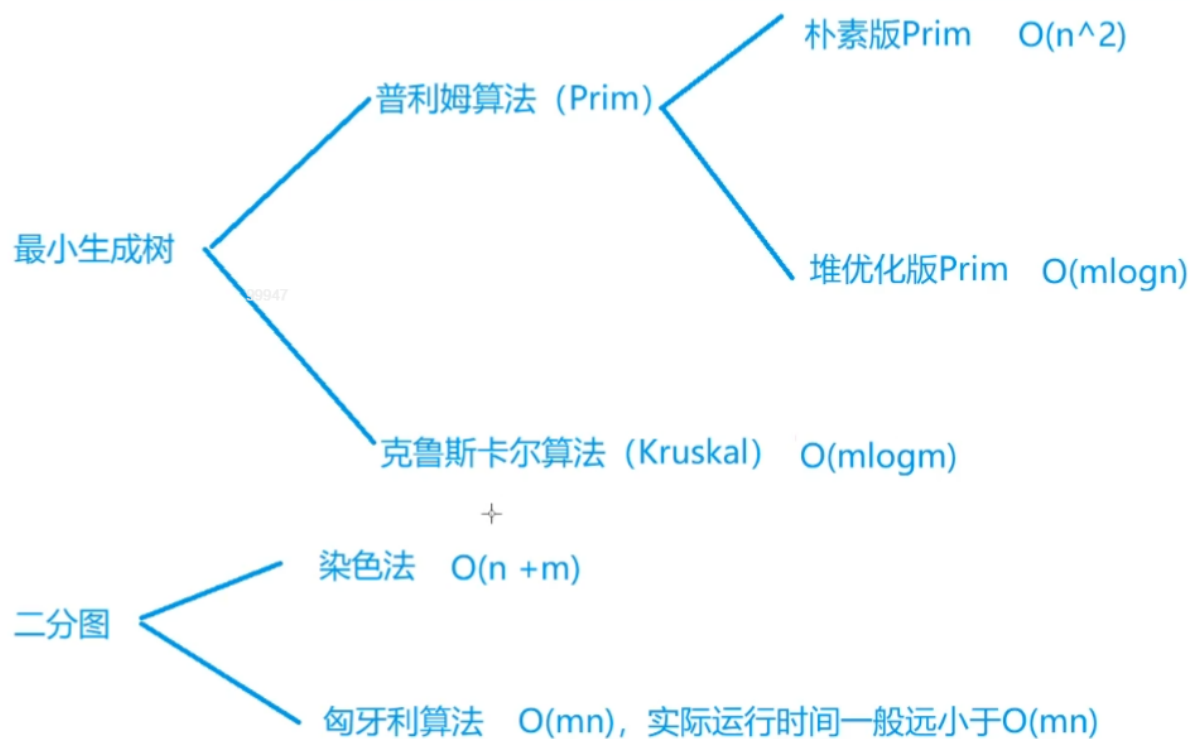 朴素版Prim O(n^2)
普利姆算法（Prim）
最小生成树
堆优化版Prim O(mlogn)
99947
克鲁斯卡尔算法（Kruskal） O(mlogm)
染色法 O(n +m)
二分图
匈牙利算法 O(mn)，实际运行时间一般远小于O(mn)